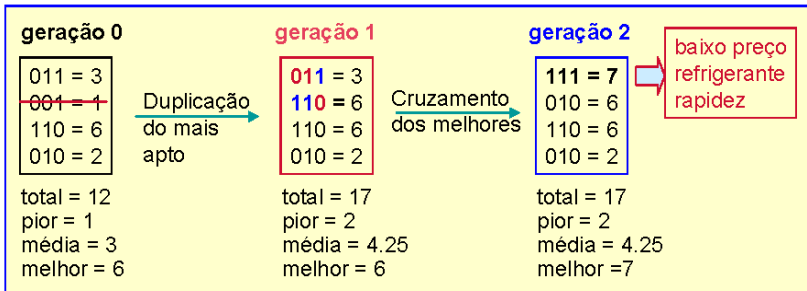 geração 0
011 = 3
001 = 1
110 = 6
010 = 2
total = 12
pior = 1
média = 3
melhor = 6
Duplicação
do mais
apto
geração 1
011 = 3
110 = 6
110 = 6
010 = 2
total = 17
pior = 2
média = 4.25
melhor = 6
Cruzamento
dos melhores
geração 2
111 = 7
010 = 6
110 = 6
010 = 2
total = 17
pior = 2
média = 4.25
melhor =7
baixo preço
refrigerante
rapidez